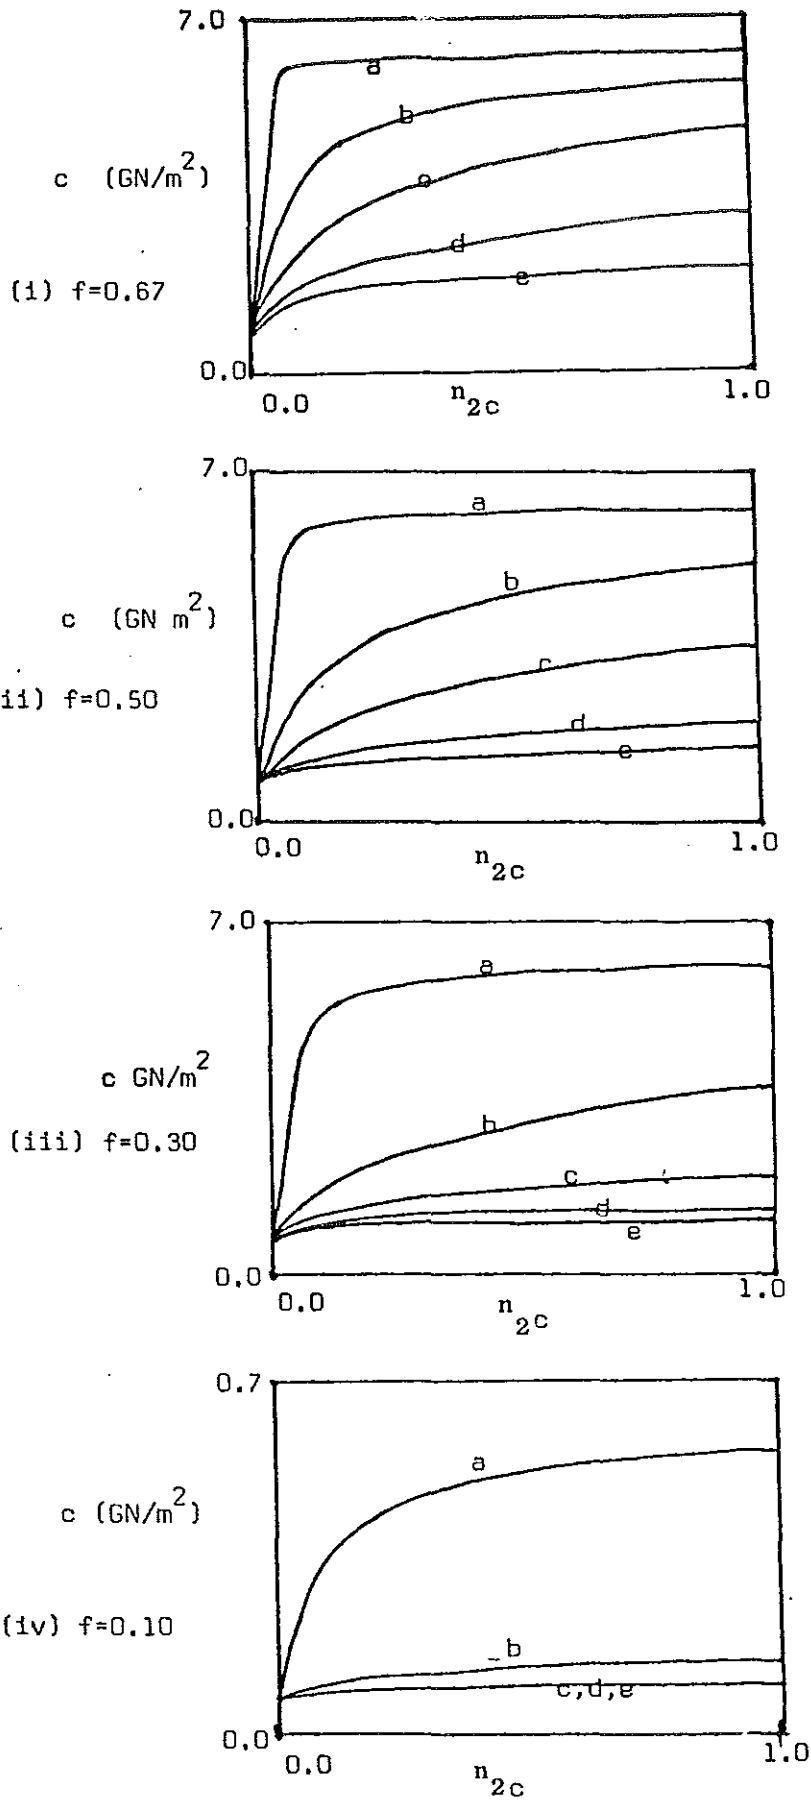 7.0
a
b
c (GN/m²)
c
d
(i) f=0.67
e
0.0
0.0 n₂c 1.0
7.0
a
b
c (GN m²)
c
ii) f=0.50
d
e
0.0
0.0 n₂c 1.0
7.0
a
c GN/m²
b
(iii) f=0.30
c
d
e
0.0
0.0 n₂c 1.0
0.7
a
c (GN/m²)
(iv) f=0.10
b
c,d,e
0.0
0.0 n₂c 1.0